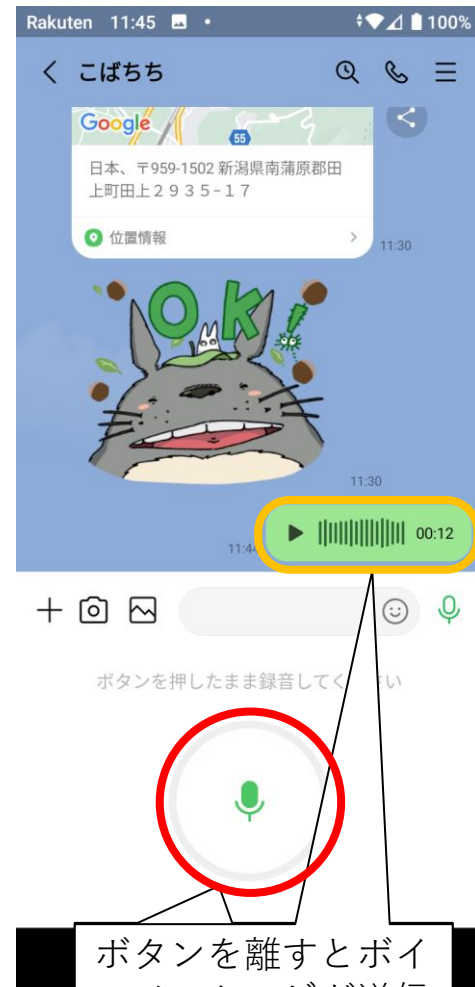 Rakuten 11:45 100%
こばちち
Google
55
日本、〒959-1502 新潟県南蒲原郡田
上町田上２９３５−１７
位置情報
11:30
OK!
11:30
00:12
11:44
ボタンを押したまま録音してください
ボタンを離すとボイ